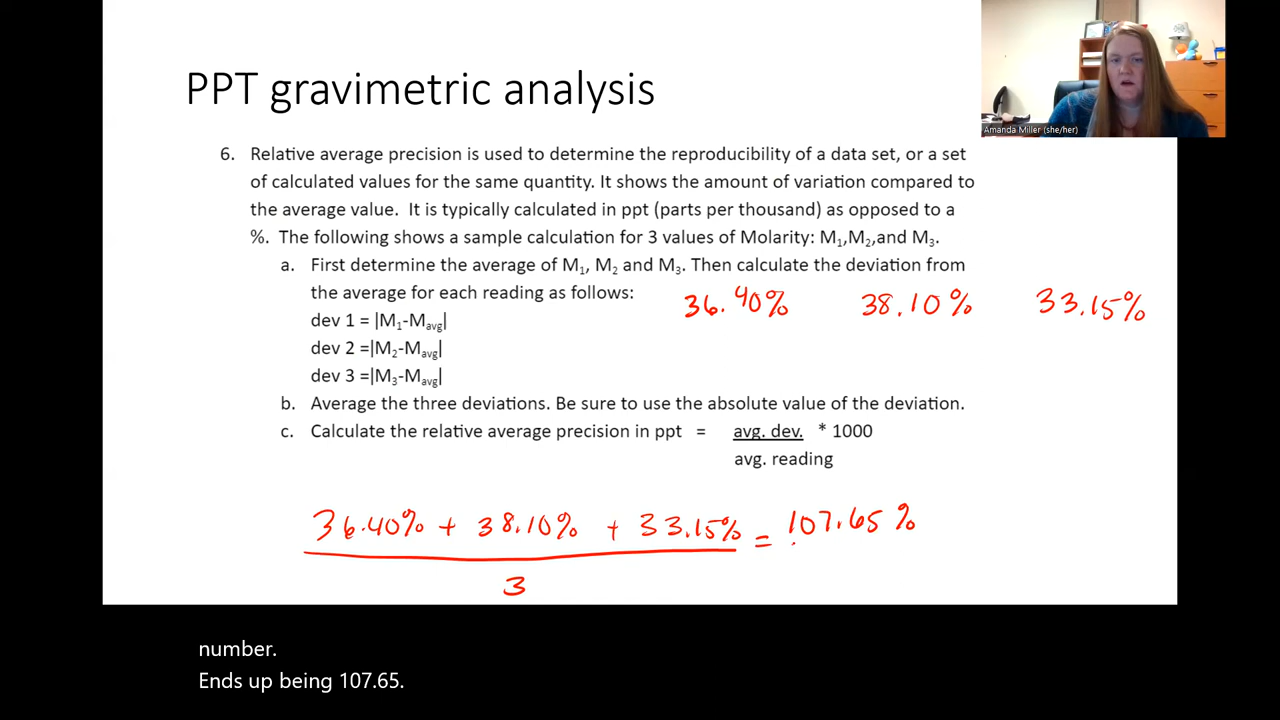 PPT gravimetric analysis
Amanda Miller (she/her)
6. Relative average precision is used to determine the reproducibility of a data set, or a set
of calculated values for the same quantity. It shows the amount of variation compared to
the average value. It is typically calculated in ppt (parts per thousand) as opposed to a
%. The following shows a sample calculation for 3 values of Molarity: M₁,M₂,and M₃.
a. First determine the average of M₁, M₂ and M₃. Then calculate the deviation from
the average for each reading as follows:
36.40% 38.10% 33.15%
dev 1 = |M₁-Mavg|
dev 2 =|M₂-Mavg|
dev 3 =|M₃-Mavg|
b. Average the three deviations. Be sure to use the absolute value of the deviation.
c. Calculate the relative average precision in ppt = avg. dev. * 1000
avg. reading
36.40% + 38.10% + 33.15% = 107.65%
3
number.
Ends up being 107.65.